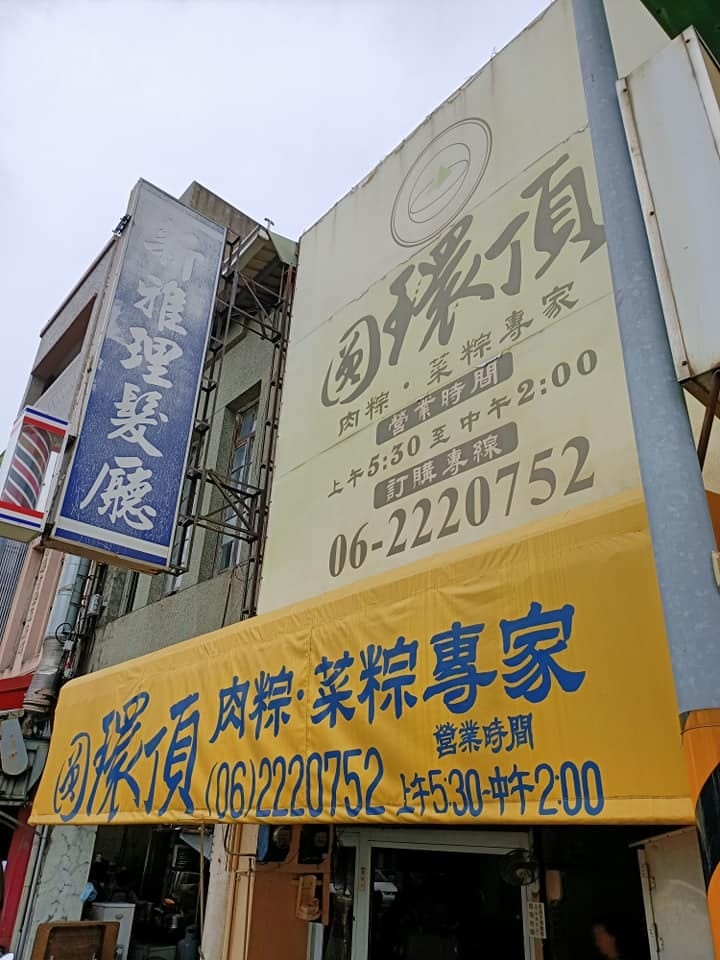 新雅理髮廳
圓環頂
肉粽·菜粽專家
營業時間
上午5:30至中午2:00
訂購專線
06-2220752
圓環頂 肉粽·菜粽專家
營業時間
(06)2220752 上午5:30~中午2:00